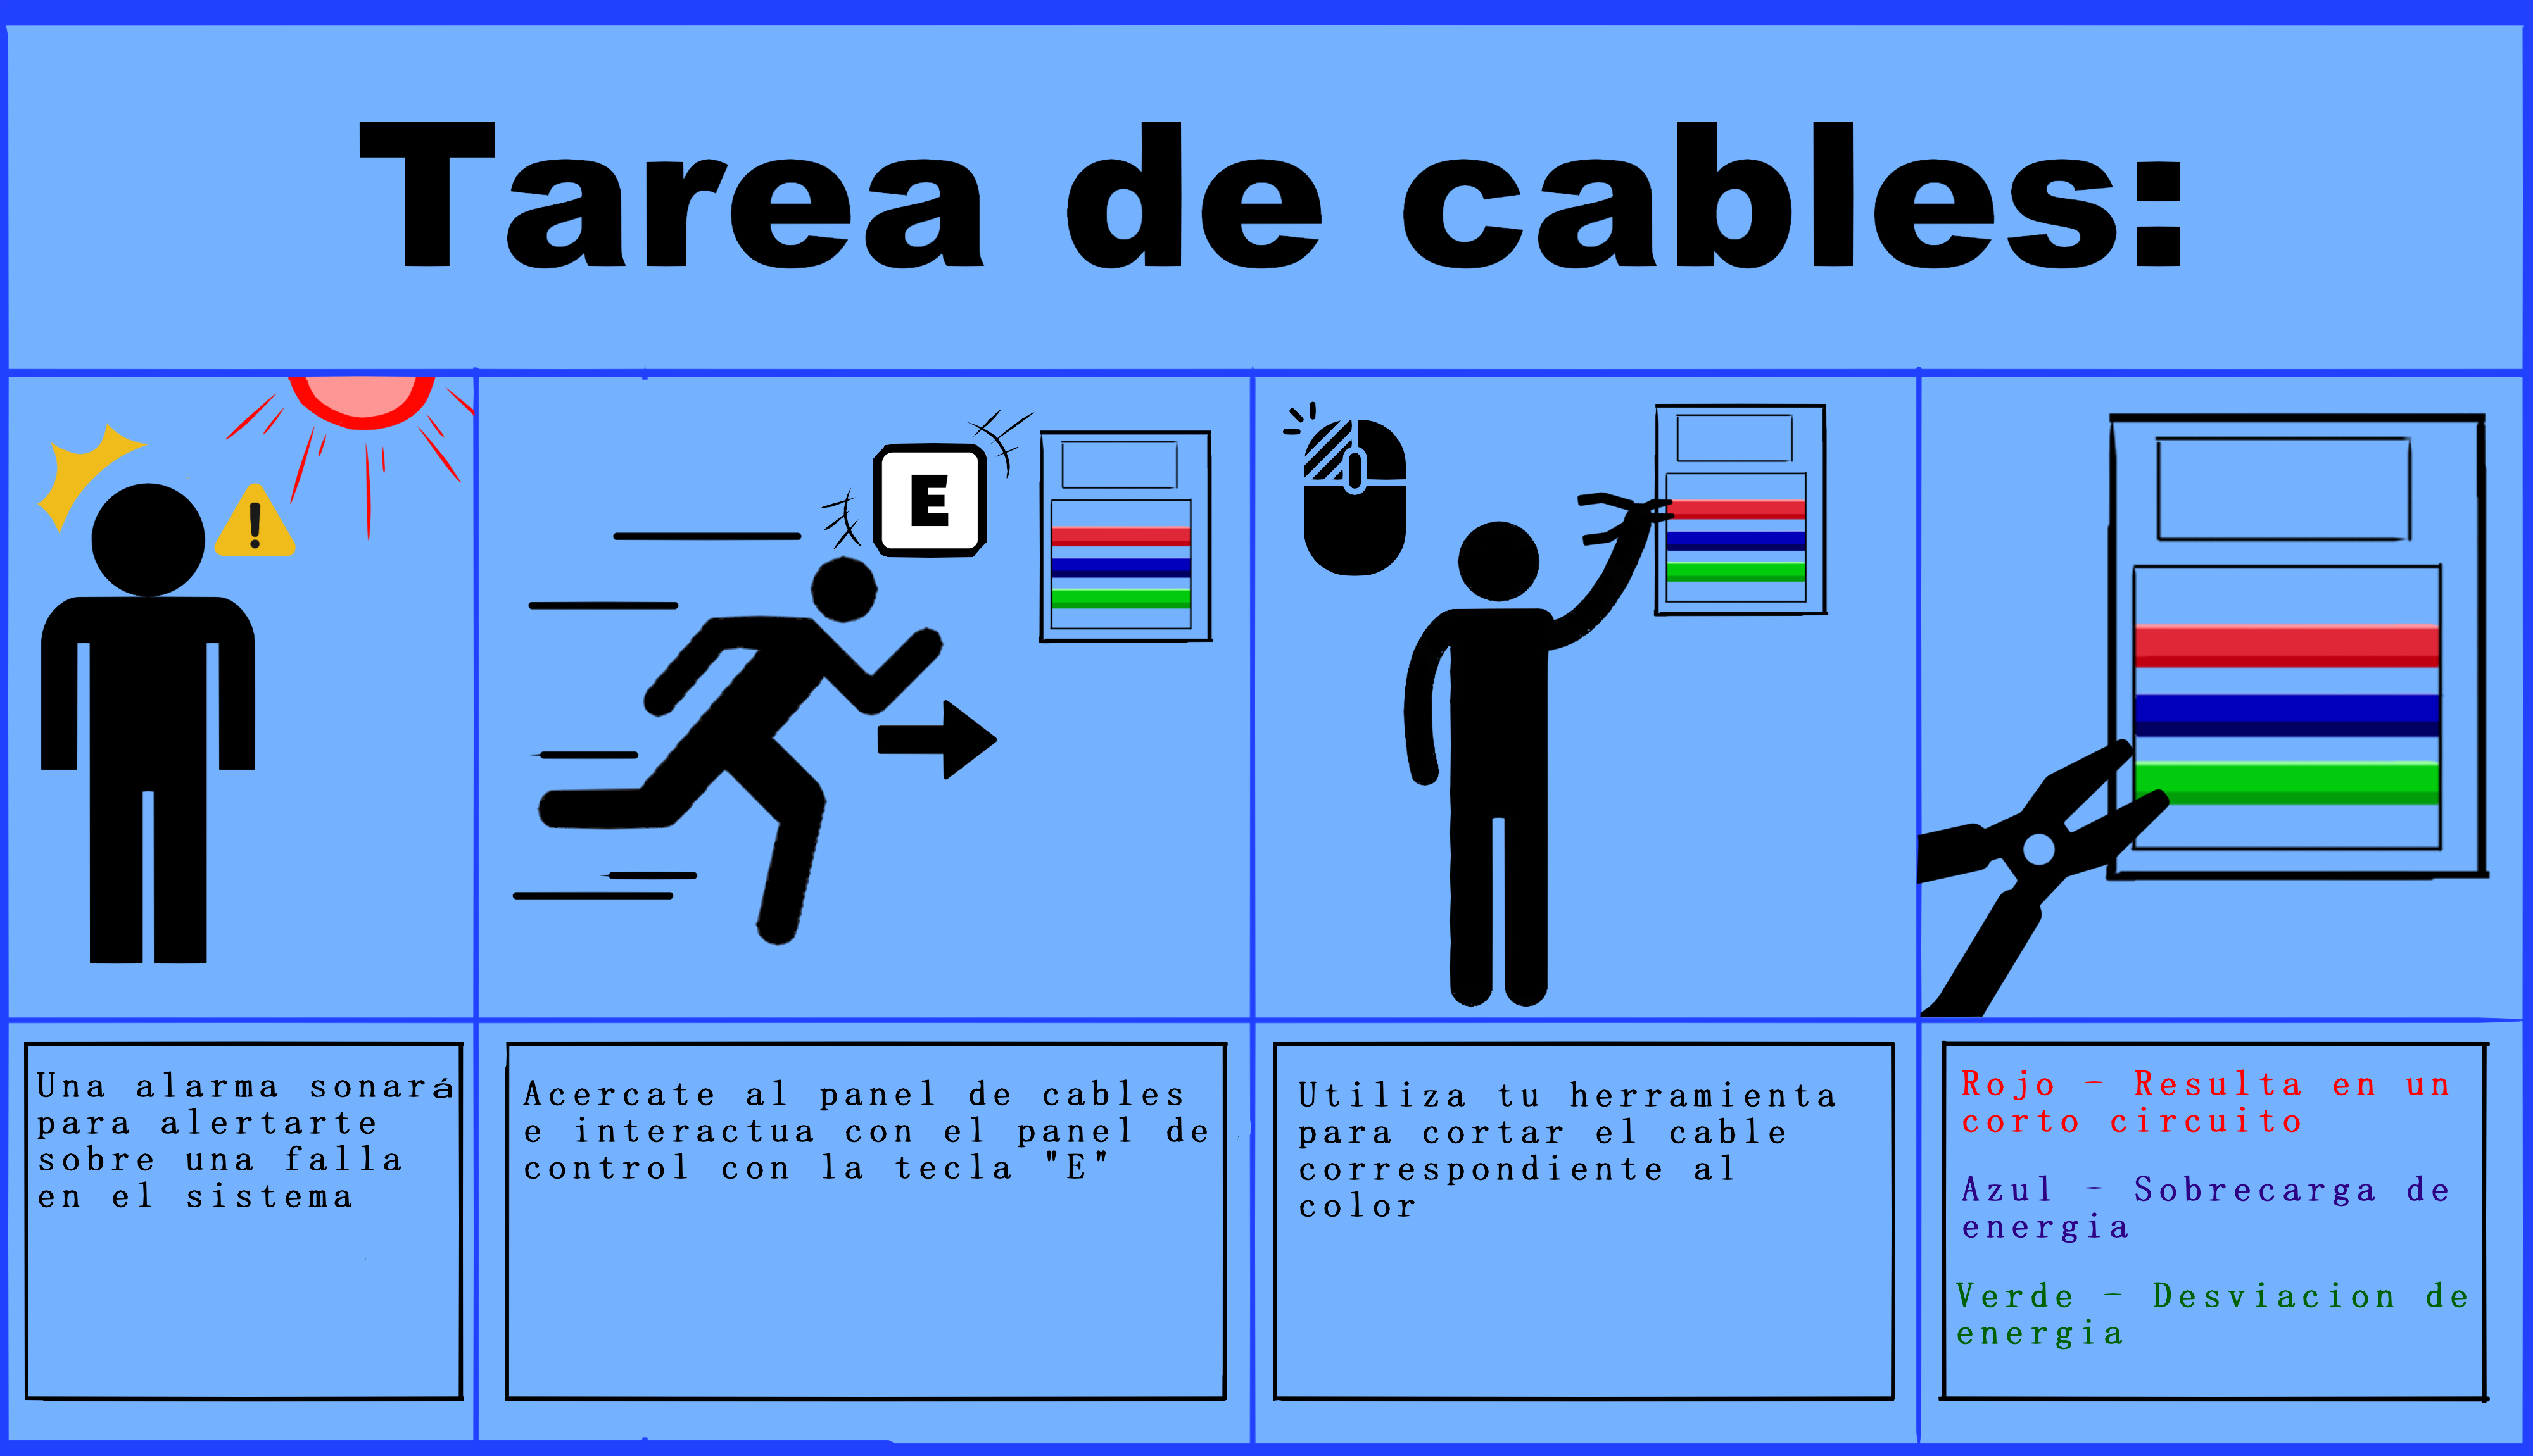 Tarea de cables:
!
E
Una alarma sonará
para alertarte
sobre una falla
en el sistema
Acercate al panel de cables
e interactua con el panel de
control con la tecla "E"
Utiliza tu herramienta
para cortar el cable
correspondiente al
color
Rojo - Resulta en un
corto circuito
Azul - Sobrecarga de
energia
Verde - Desviacion de
energia